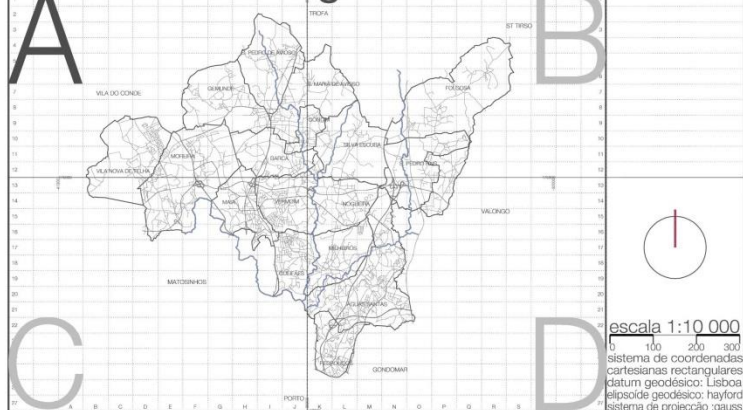 A
B
TROFA
ST TIRSO
S. PEDRO DE AVIOSO
VILA DO CONDE
GEMUNDE
S. MARIA DE AVIOSO
FOLGOSA
GONDIM
SILVA ESCURA
MOREIRA
BARCA
S. PEDRO FINS
VILA NOVA DA TELHA
MAIA
VERMOIM
NOGUEIRA
VALONGO
MILHEIROS
GUEIFÃES
MATOSINHOS
ÁGUAS SANTAS
PEDROUÇOS
GONDOMAR
C
D
PORTO
A B C D E F G H I J K L M N O P Q R S
escala 1:10 000
0 100 200 300
sistema de coordenadas
cartesianas rectangulares
datum geodésico: Lisboa
elipsoide geodésico: hayford
sistema de projecção :gauss